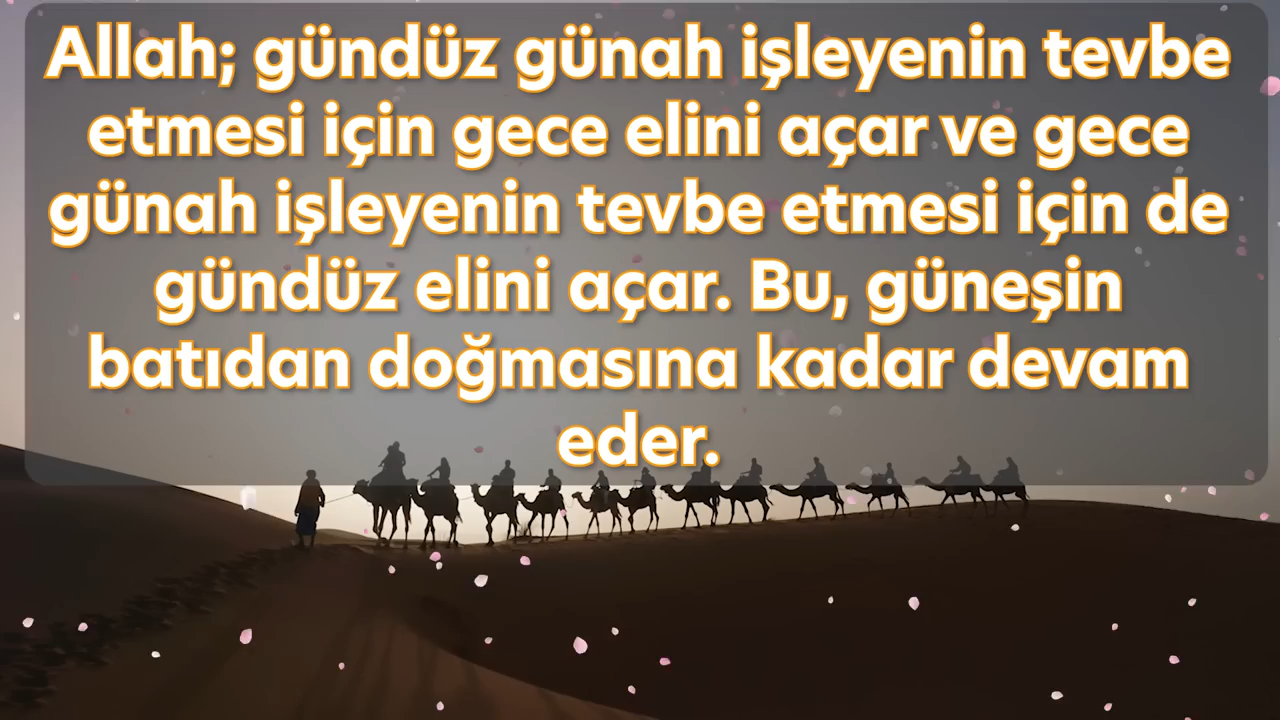 Allah; gündüz günah işleyenin tevbe
etmesi için gece elini açar ve gece
günah işleyenin tevbe etmesi için de
gündüz elini açar. Bu, güneşin
batıdan doğmasına kadar devam
eder.